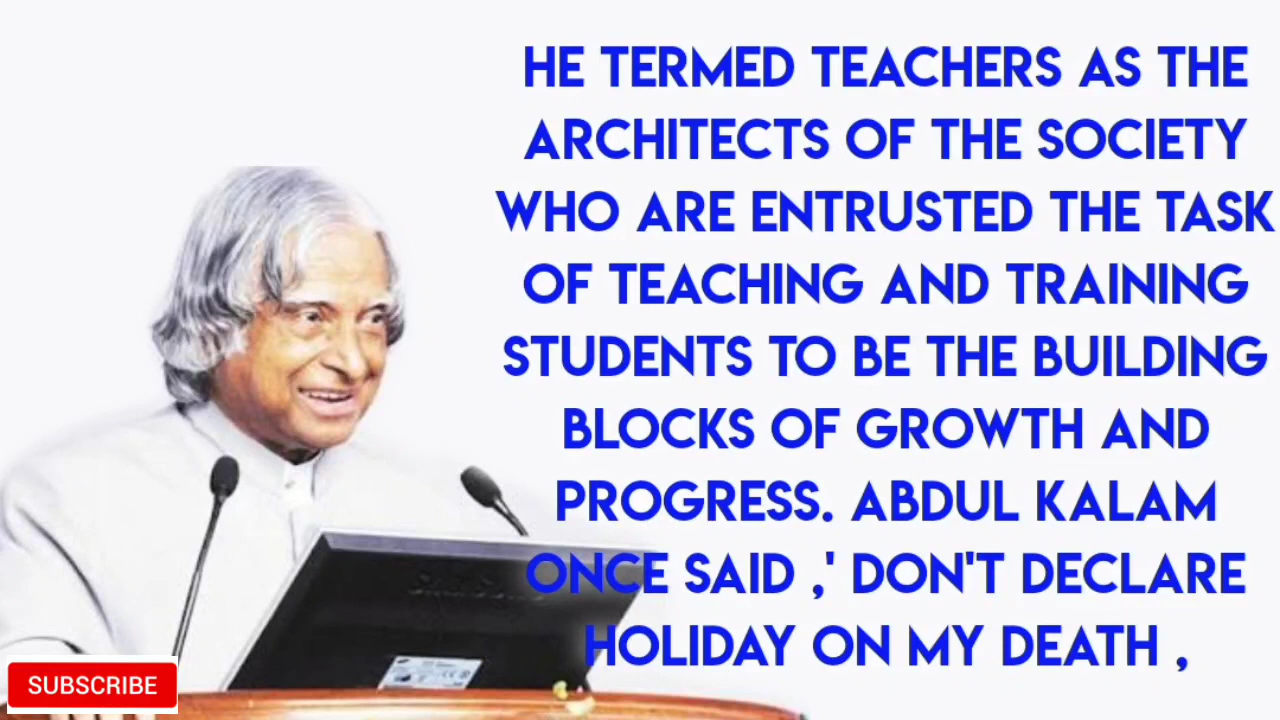 HE TERMED TEACHERS AS THE
ARCHITECTS OF THE SOCIETY
WHO ARE ENTRUSTED THE TASK
OF TEACHING AND TRAINING
STUDENTS TO BE THE BUILDING
BLOCKS OF GROWTH AND
PROGRESS. ABDUL KALAM
ONCE SAID ,' DON'T DECLARE
HOLIDAY ON MY DEATH ,
SUBSCRIBE